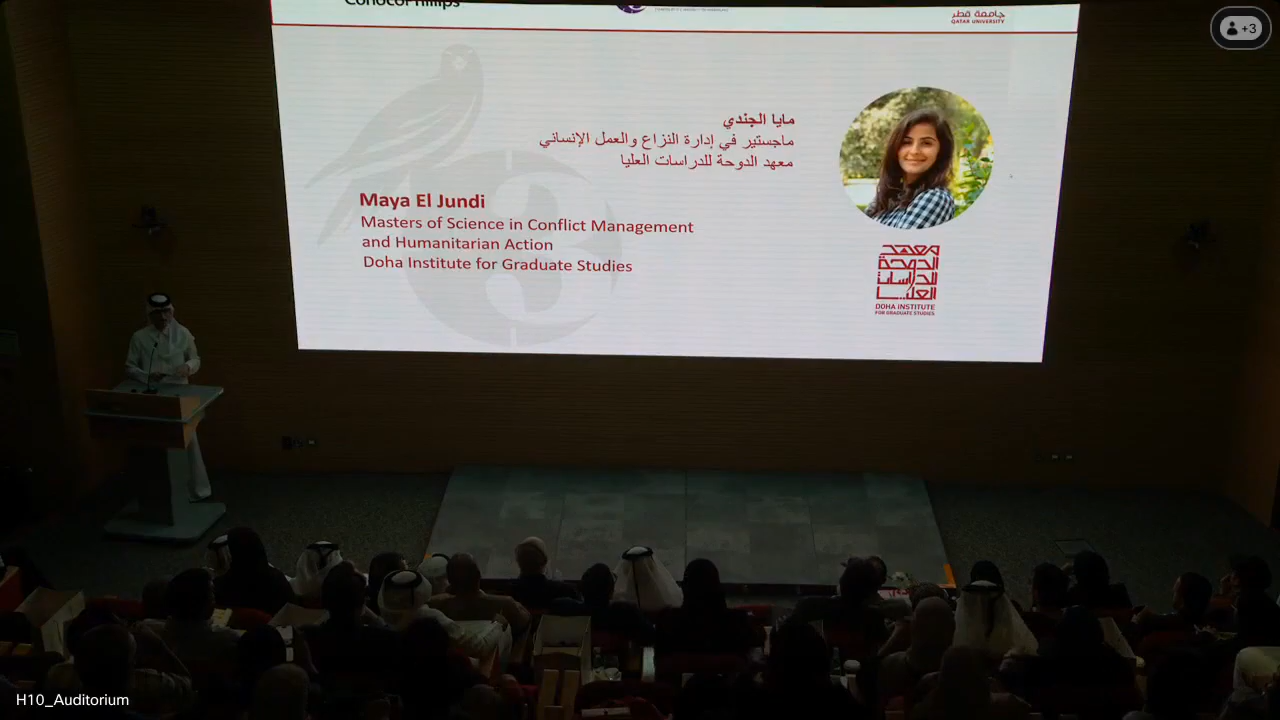 ConocoPhillips
جامعة قطر
QATAR UNIVERSITY
+3
مايا الجندي
ماجستير في إدارة النزاع والعمل الإنساني
معهد الدوحة للدراسات العليا
Maya El Jundi
Masters of Science in Conflict Management
and Humanitarian Action
Doha Institute for Graduate Studies
معهد
الدوحة
للدراسات
العليا
DOHA INSTITUTE
FOR GRADUATE STUDIES
H10_Auditorium